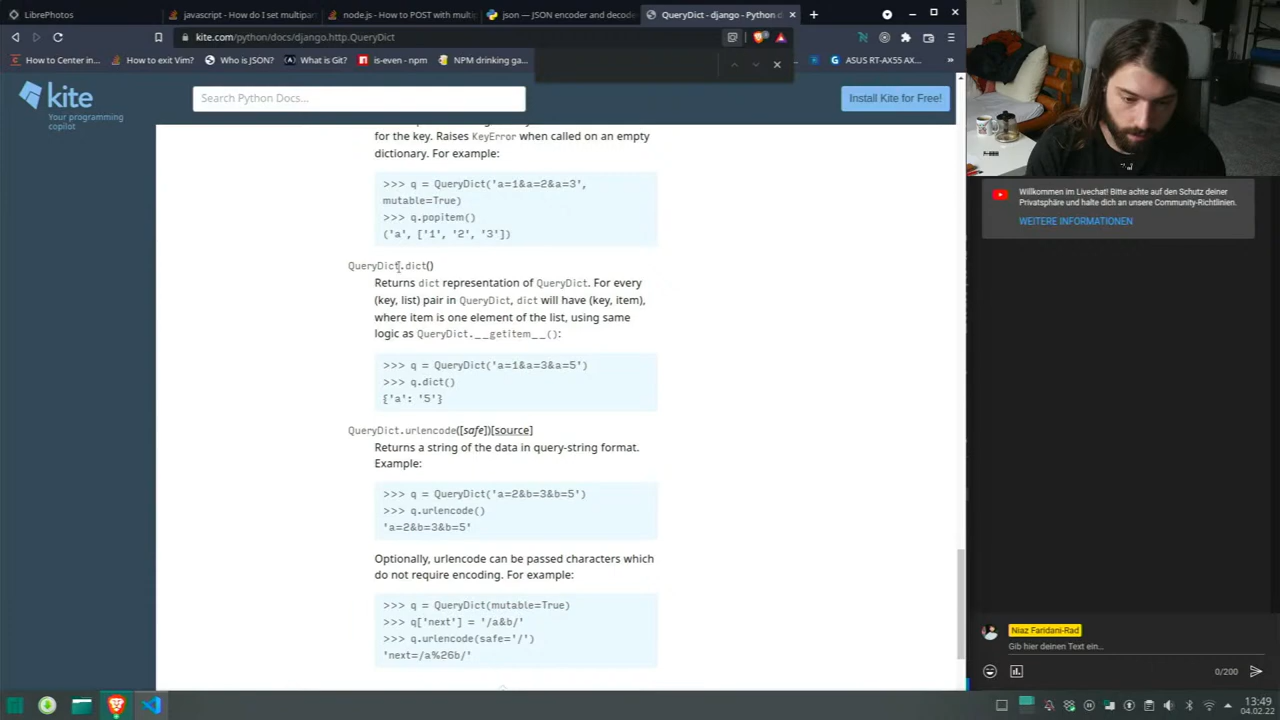 LibrePhotos
javascript - How do I set multipart
node.js - How to POST with multi
json — JSON encoder and decode
QueryDict - django - Python d
kite.com/python/docs/django.http.QueryDict
How to Center in...
How to exit Vim?
Who is JSON?
What is Git?
is-even - npm
NPM drinking ga...
ASUS RT-AX55 AX...
kite
Your programming
copilot
Search Python Docs...
Install Kite for Free!
for the key. Raises KeyError when called on an empty
dictionary. For example:
>>> q = QueryDict('a=1&a=2&a=3',
mutable=True)
>>> q.popitem()
('a', ['1', '2', '3'])
QueryDict.dict()
Returns dict representation of QueryDict. For every
(key, list) pair in QueryDict, dict will have (key, item),
where item is one element of the list, using same
logic as QueryDict.__getitem__():
>>> q = QueryDict('a=1&a=3&a=5')
>>> q.dict()
{'a': '5'}
QueryDict.urlencode([safe])[source]
Returns a string of the data in query-string format.
Example:
>>> q = QueryDict('a=2&b=3&b=5')
>>> q.urlencode()
'a=2&b=3&b=5'
Optionally, urlencode can be passed characters which
do not require encoding. For example:
>>> q = QueryDict(mutable=True)
>>> q['next'] = '/a&b/'
>>> q.urlencode(safe='/')
'next=/a%26b/'
Willkommen im Livechat! Bitte achte auf den Schutz deiner
Privatsphäre und halte dich an unsere Community-Richtlinien.
WEITERE INFORMATIONEN
Niaz Faridani-Rad
Gib hier deinen Text ein...
0/200
13:49
04.02.22